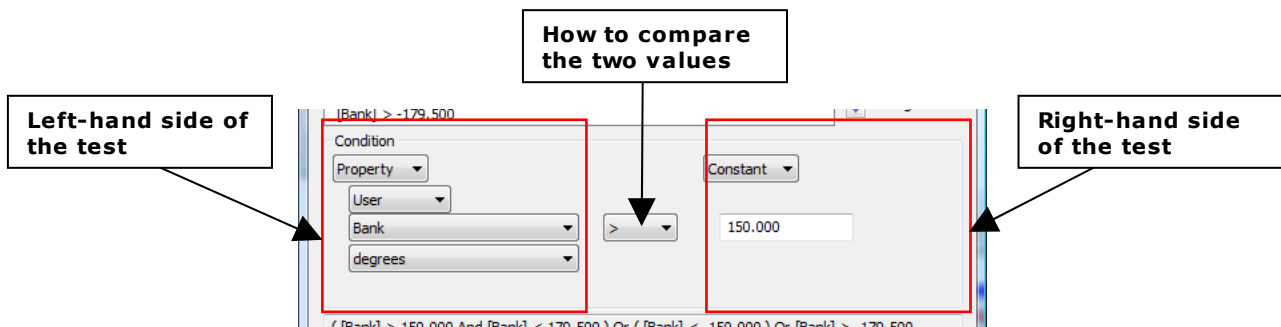 How to compare
the two values
Left-hand side of
the test
Right-hand side
of the test
[Bank] > -179.500
Condition
Property
Constant
User
Bank
>
150.000
degrees
( [Bank] > 150.000 And [Bank] < 179.500 ) Or ( [Bank] < -150.000 ) Or [Bank] > -179.500